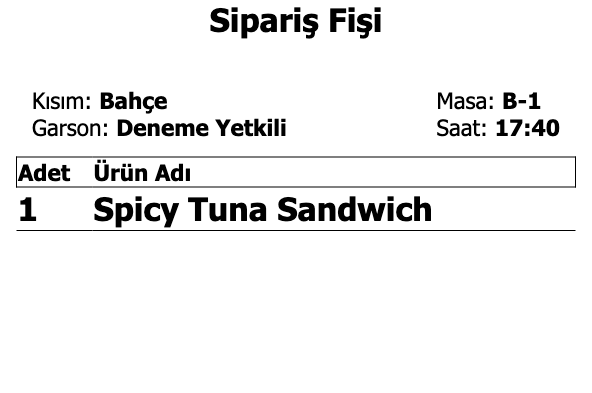 Sipariş Fişi
Kısım: Bahçe Masa: B-1
Garson: Deneme Yetkili Saat: 17:40
Adet Ürün Adı
1 Spicy Tuna Sandwich